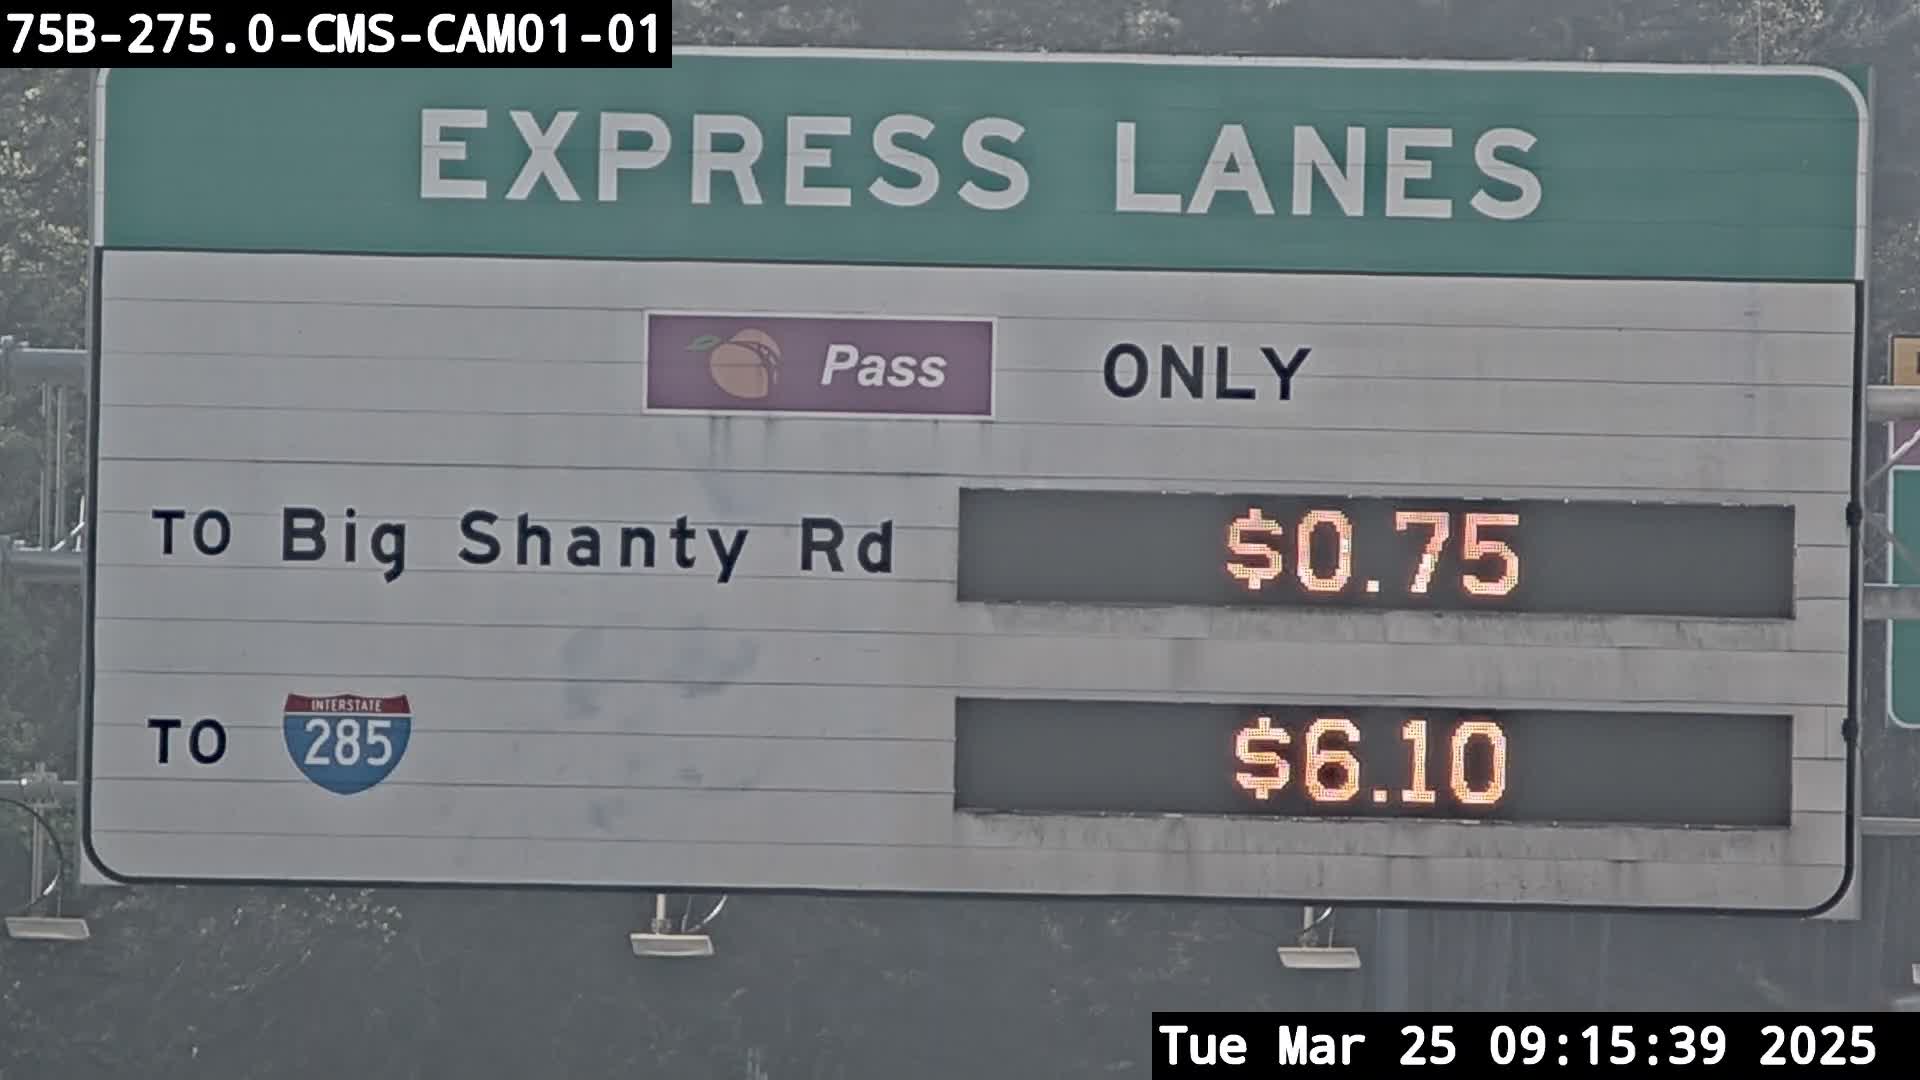 75B-275.0-CMS-CAM01-01
EXPRESS LANES
Pass ONLY
TO Big Shanty Rd $0.75
INTERSTATE
TO 285 $6.10
Tue Mar 25 09:15:39 2025